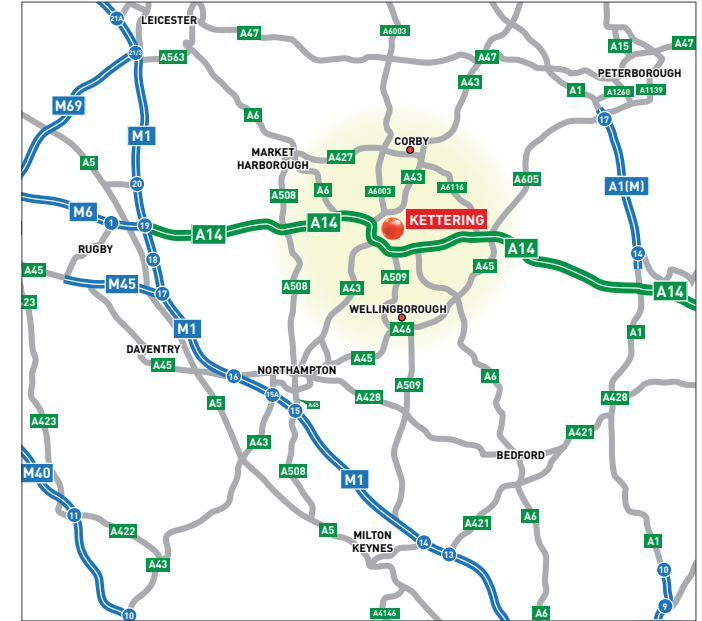 21A
LEICESTER
A47
A6003
A15
A47
21/3
A563
A47
A43
PETERBOROUGH
A1
A1260
A1139
M69
A6
17
M1
CORBY
MARKET
HARBOROUGH
A427
A5
A43
A605
20
A508
A6
A6003
A6116
A1(M)
M6
1
19
A14
A14
KETTERING
RUGBY
A14
18
14
A45
M45
A508
A43
A509
A45
A14
23
17
WELLINGBOROUGH
M1
A46
A1
DAVENTRY
A45
A45
NORTHAMPTON
16
A6
A509
15A
A428
A428
A5
A45
15
A423
A421
A43
BEDFORD
M40
A508
M1
11
A422
A5
A421
A6
MILTON
KEYNES
14
A1
13
A43
10
10
A4146
A6
9